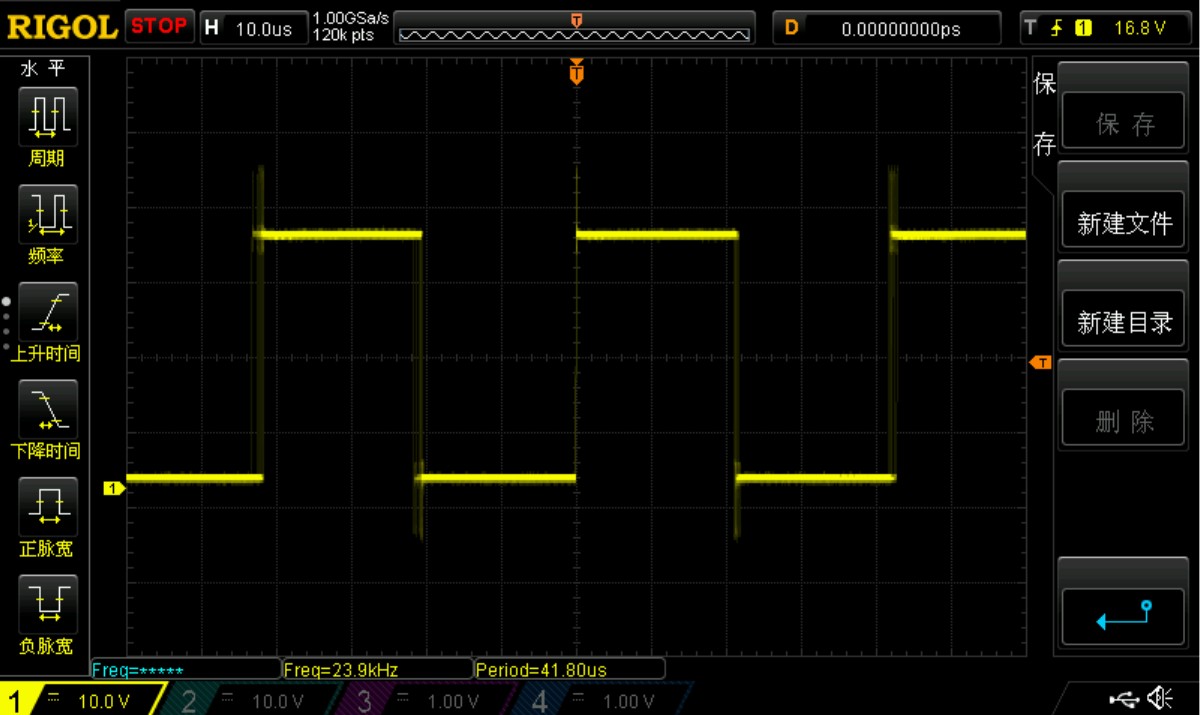 RIGOL STOP H 10.0us 1.00GSa/s 120k pts T D 0.00000000ps T 1 16.8 V
水 平
周期
频率
上升时间
下降时间
正脉宽
负脉宽
T
1
T
保存
保 存
新建文件
新建目录
删 除
Freq=***** Freq=23.9kHz Period=41.80us
1 10.0 V 2 10.0 V 3 1.00 V 4 1.00 V